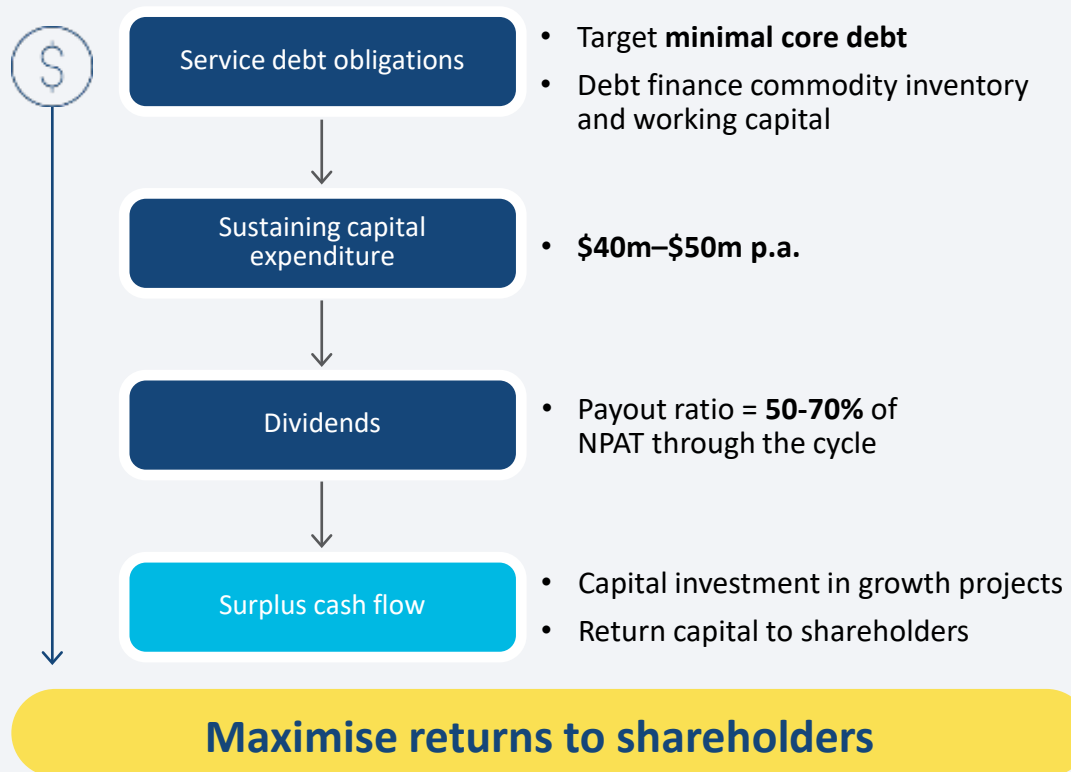 $
Service debt obligations
• Target minimal core debt
• Debt finance commodity inventory
and working capital
Sustaining capital
expenditure
• $40m–$50m p.a.
Dividends
• Payout ratio = 50-70% of
NPAT through the cycle
Surplus cash flow
• Capital investment in growth projects
• Return capital to shareholders
Maximise returns to shareholders